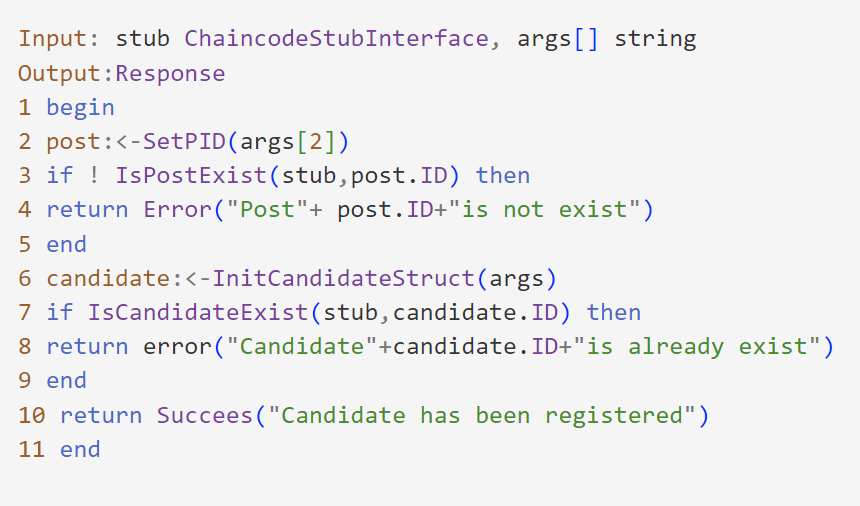 Input: stub ChaincodeStubInterface, args[] string
Output:Response
1 begin
2 post:<-SetPID(args[2])
3 if ! IsPostExist(stub,post.ID) then
4 return Error("Post"+ post.ID+"is not exist")
5 end
6 candidate:<-InitCandidateStruct(args)
7 if IsCandidateExist(stub,candidate.ID) then
8 return error("Candidate"+candidate.ID+"is already exist")
9 end
10 return Succees("Candidate has been registered")
11 end